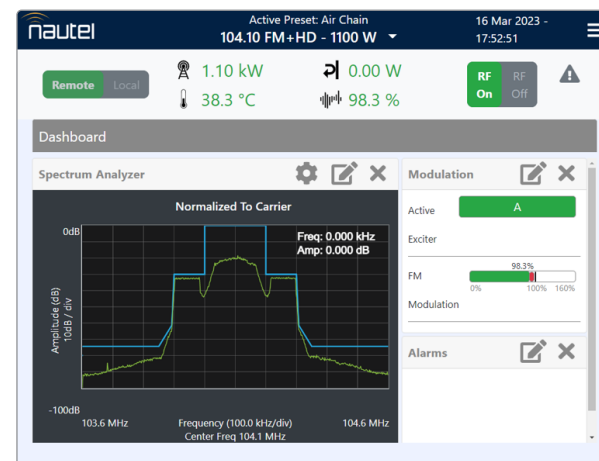 nautel
Active Preset: Air Chain
104.10 FM+HD - 1100 W
16 Mar 2023 -
17:52:51
Remote Local
1.10 kW
0.00 W
38.3 °C
98.3 %
RF On
RF Off
Dashboard
Spectrum Analyzer
Normalized To Carrier
0dB
Freq: 0.000 kHz
Amp: 0.000 dB
Amplitude (dB)
10dB / div
-100dB
103.6 MHz
Frequency (100.0 kHz/div)
104.6 MHz
Center Freq 104.1 MHz
Modulation
Active
A
Exciter
98.3%
FM
0% 100% 160%
Modulation
Alarms